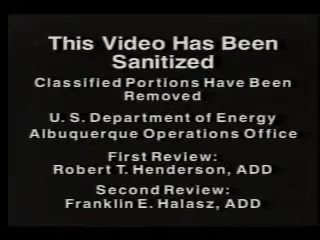 This Video Has Been
Sanitized
Classified Portions Have Been
Removed
U. S. Department of Energy
Albuquerque Operations Office
First Review:
Robert T. Henderson, ADD
Second Review:
Franklin E. Halasz, ADD